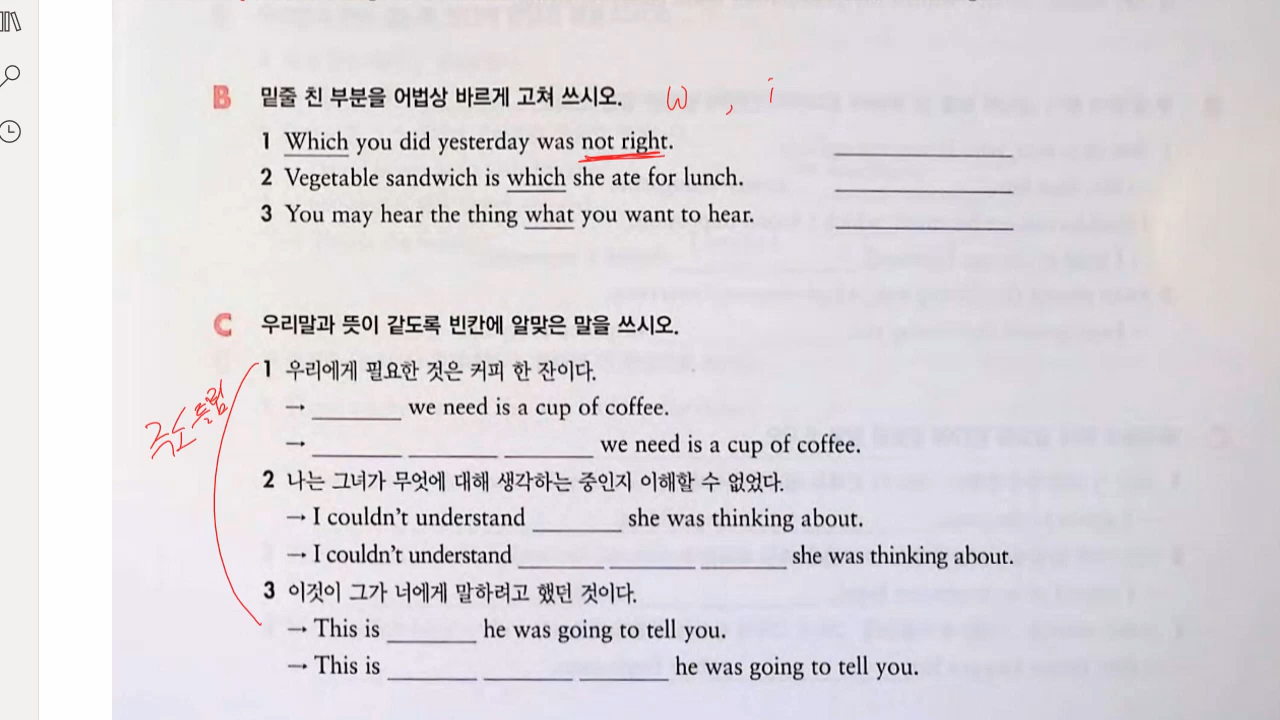 B 밑줄 친 부분을 어법상 바르게 고쳐 쓰시오. w , i
1 Which you did yesterday was not right.
2 Vegetable sandwich is which she ate for lunch.
3 You may hear the thing what you want to hear.
C 우리말과 뜻이 같도록 빈칸에 알맞은 말을 쓰시오.
1 우리에게 필요한 것은 커피 한 잔이다.
→ ________ we need is a cup of coffee.
→ ________ ________ ________ we need is a cup of coffee.
2 나는 그녀가 무엇에 대해 생각하는 중인지 이해할 수 없었다.
→ I couldn’t understand ________ she was thinking about.
→ I couldn’t understand ________ ________ ________ she was thinking about.
3 이것이 그가 너에게 말하려고 했던 것이다.
→ This is ________ he was going to tell you.
→ This is ________ ________ ________ he was going to tell you.